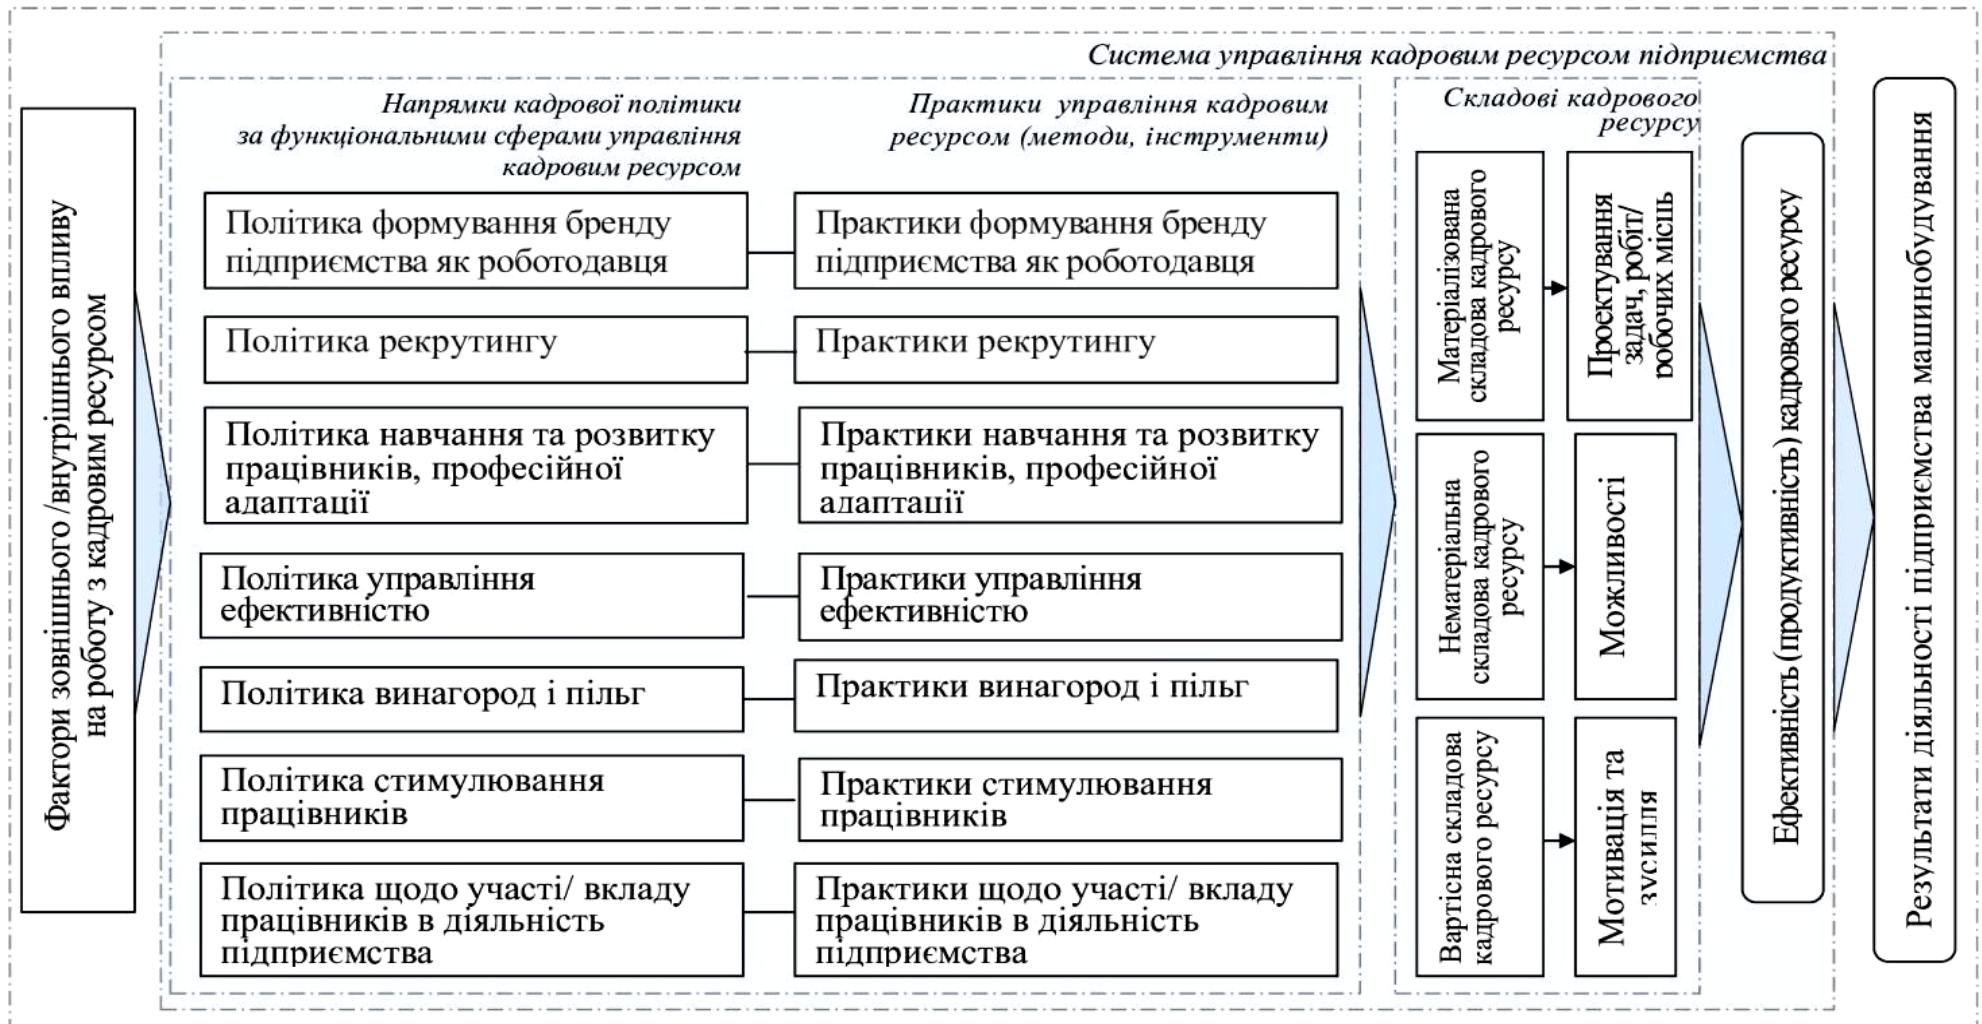 Система управління кадровим ресурсом підприємства
Фактори зовнішнього /внутрішнього впливу
на роботу з кадровим ресурсом
Напрямки кадрової політики
за функціональними сферами управління
кадровим ресурсом
Практики управління кадровим
ресурсом (методи, інструменти)
Політика формування бренду
підприємства як роботодавця
Практики формування бренду
підприємства як роботодавця
Політика рекрутингу
Практики рекрутингу
Політика навчання та розвитку
працівників, професійної
адаптації
Практики навчання та розвитку
працівників, професійної
адаптації
Політика управління
ефективністю
Практики управління
ефективністю
Політика винагород і пільг
Практики винагород і пільг
Політика стимулювання
працівників
Практики стимулювання
працівників
Політика щодо участі/ вкладу
працівників в діяльність
підприємства
Практики щодо участі/ вкладу
працівників в діяльність
підприємства
Складові кадрового
ресурсу
Матеріалізована
складова кадрового
ресурсу
Проектування
задач, робіт/
робочих місць
Нематеріальна
складова кадрового
ресурсу
Можливості
Вартісна складова
кадрового ресурсу
Мотивація та
зусилля
Ефективність (продуктивність) кадрового ресурсу
Результати діяльності підприємства машинобудування